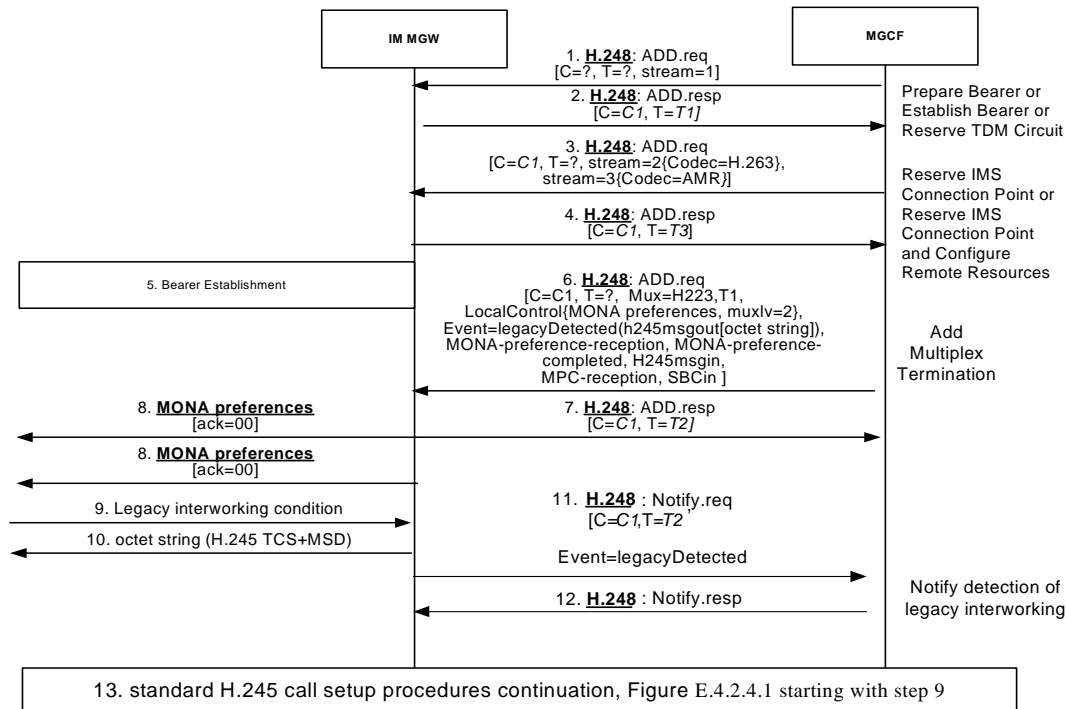 IM MGW
MGCF
1. H.248: ADD.req
[C=?, T=?, stream=1]
Prepare Bearer or
Establish Bearer or
Reserve TDM Circuit
2. H.248: ADD.resp
[C=C1, T=T1]
3. H.248: ADD.req
[C=C1, T=?, stream=2{Codec=H.263},
stream=3{Codec=AMR}]
Reserve IMS
Connection Point or
Reserve IMS
Connection Point
and Configure
Remote Resources
4. H.248: ADD.resp
[C=C1, T=T3]
5. Bearer Establishment
6. H.248: ADD.req
[C=C1, T=?, Mux=H223,T1,
LocalControl{MONA preferences, muxlv=2},
Event=legacyDetected(h245msgout[octet string]),
MONA-preference-reception, MONA-preference-
completed, H245msgin,
MPC-reception, SBCin ]
Add
Multiplex
Termination
8. MONA preferences
[ack=00]
7. H.248: ADD.resp
[C=C1, T=T2]
8. MONA preferences
[ack=00]
9. Legacy interworking condition
10. octet string (H.245 TCS+MSD)
11. H.248 : Notify.req
[C=C1,T=T2 ,
Event=legacyDetected
12. H.248 : Notify.resp
Notify detection of
legacy interworking
13. standard H.245 call setup procedures continuation, Figure E.4.2.4.1 starting with step 9